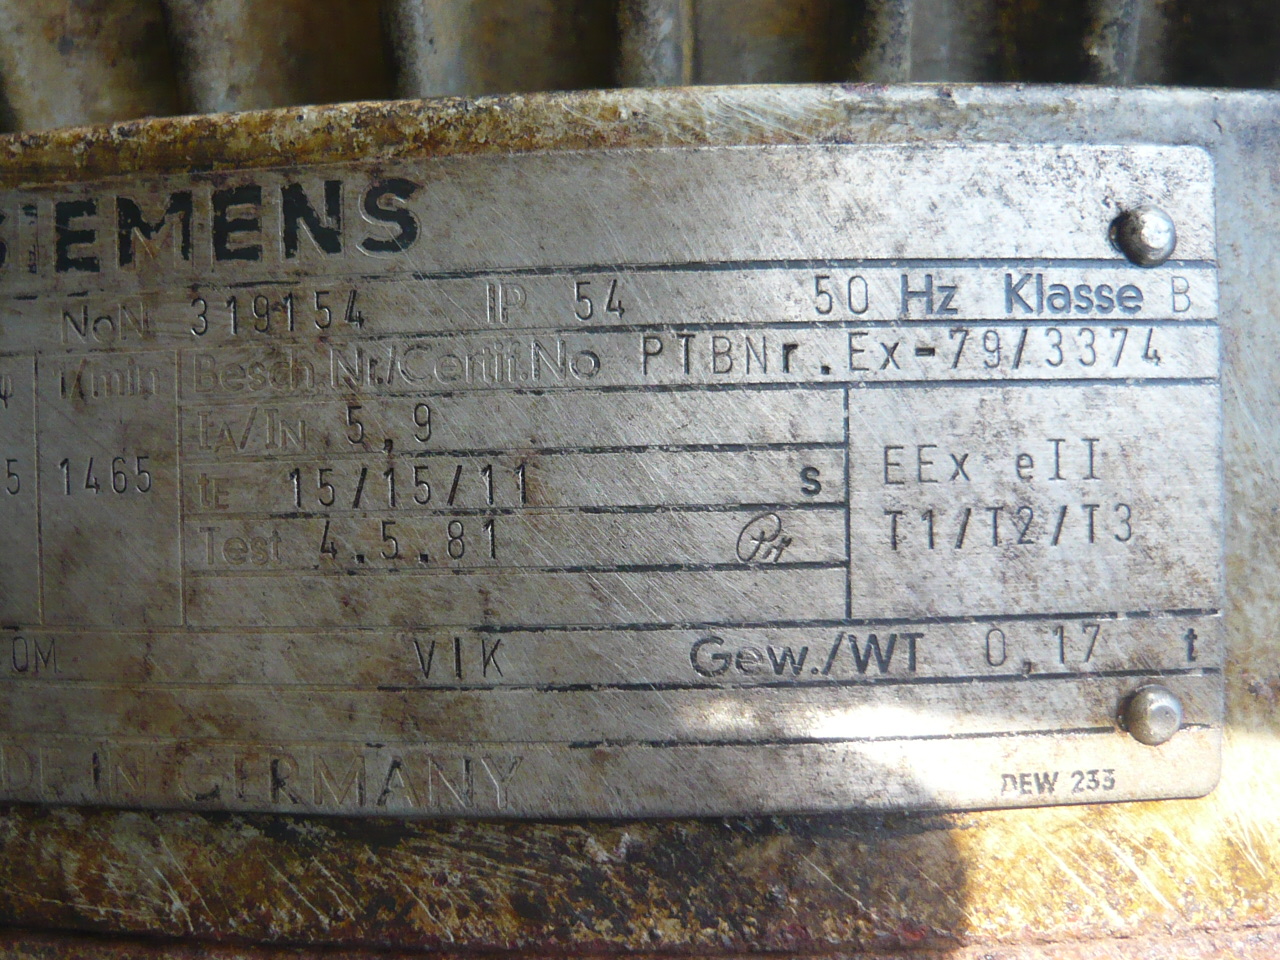 SIEMENS
No N 319154 IP 54 50 Hz Klasse B
1/min Besch.Nr./Certif.No PTBNr. Ex-79/3374
IA/IN 5,9
5 1465 tE 15/15/11 s EEx eII
Test 4.5.81 T1/T2/T3
OM VIK Gew./WT 0,17 t
DE IN GERMANY
DEW 233